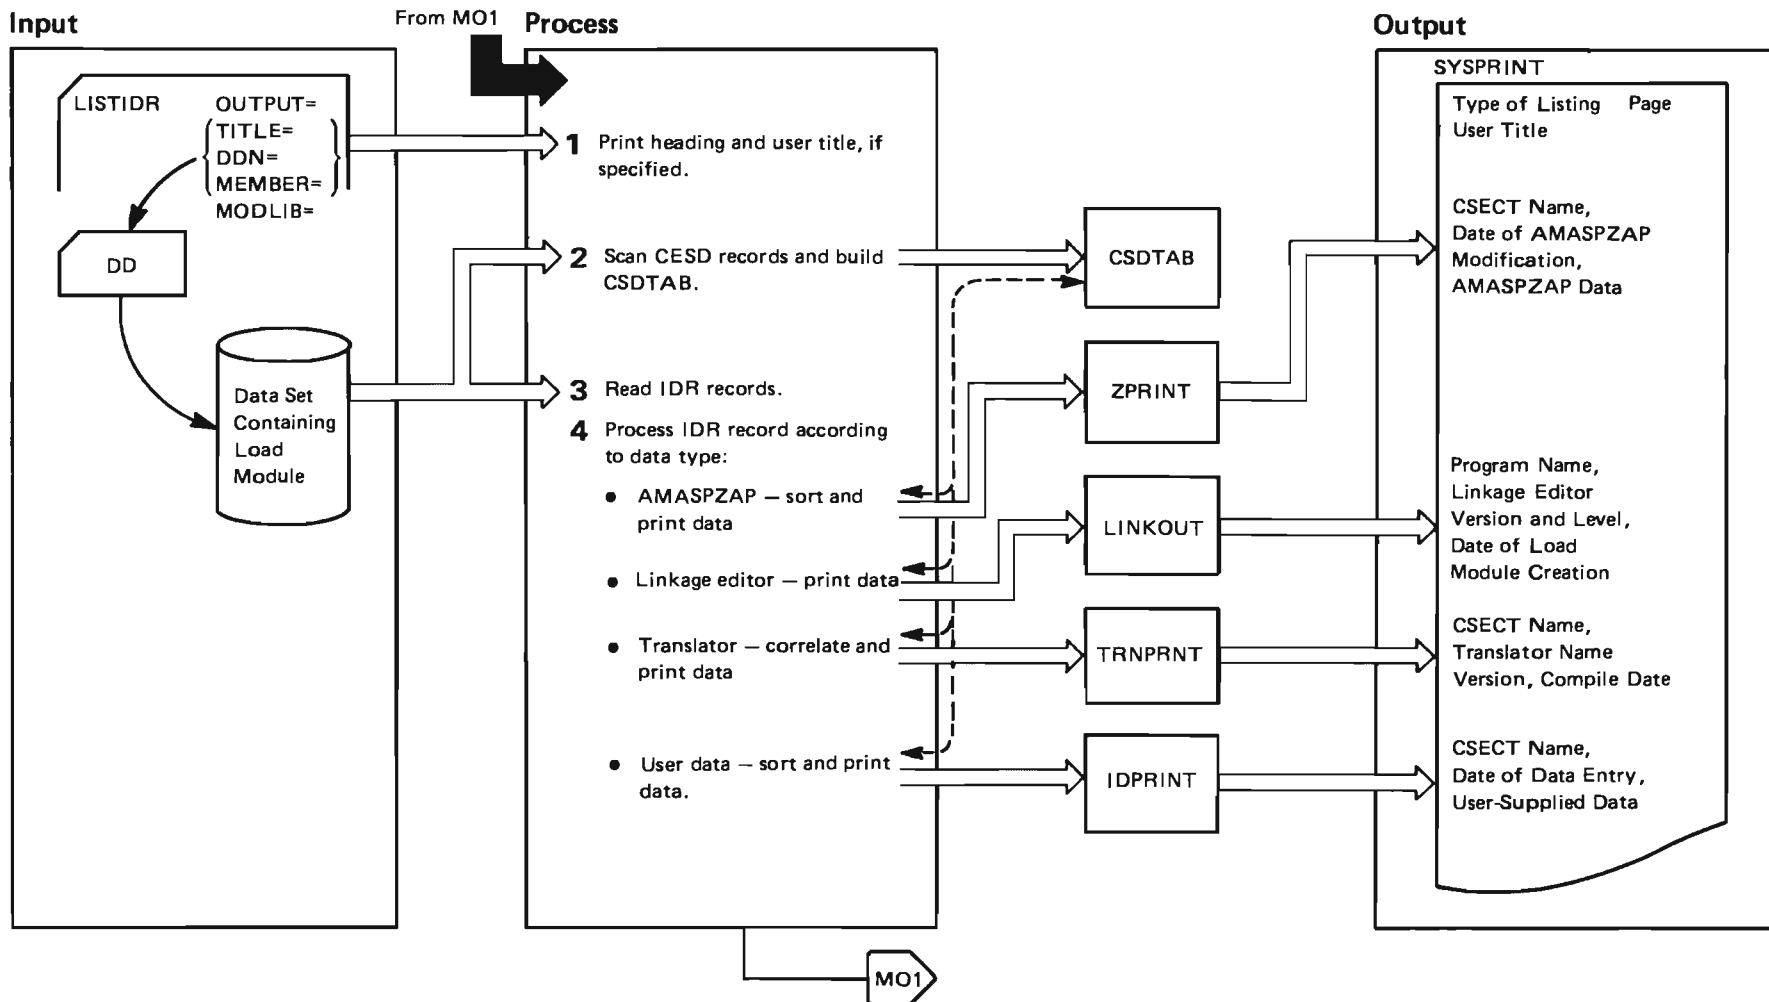 Input
From MO1
Process
Output
LISTIDR
OUTPUT=
TITLE=
DDN=
MEMBER=
MODLIB=
DD
Data Set
Containing
Load
Module
1 Print heading and user title, if
specified.
2 Scan CESD records and build
CSDTAB.
3 Read IDR records.
4 Process IDR record according
to data type:
• AMASPZAP — sort and
print data
• Linkage editor — print data
• Translator — correlate and
print data
• User data — sort and print
data.
CSDTAB
ZPRINT
LINKOUT
TRNPRNT
IDPRINT
SYSPRINT
Type of Listing Page
User Title
CSECT Name,
Date of AMASPZAP
Modification,
AMASPZAP Data
Program Name,
Linkage Editor
Version and Level,
Date of Load
Module Creation
CSECT Name,
Translator Name
Version, Compile Date
CSECT Name,
Date of Data Entry,
User-Supplied Data
MO1